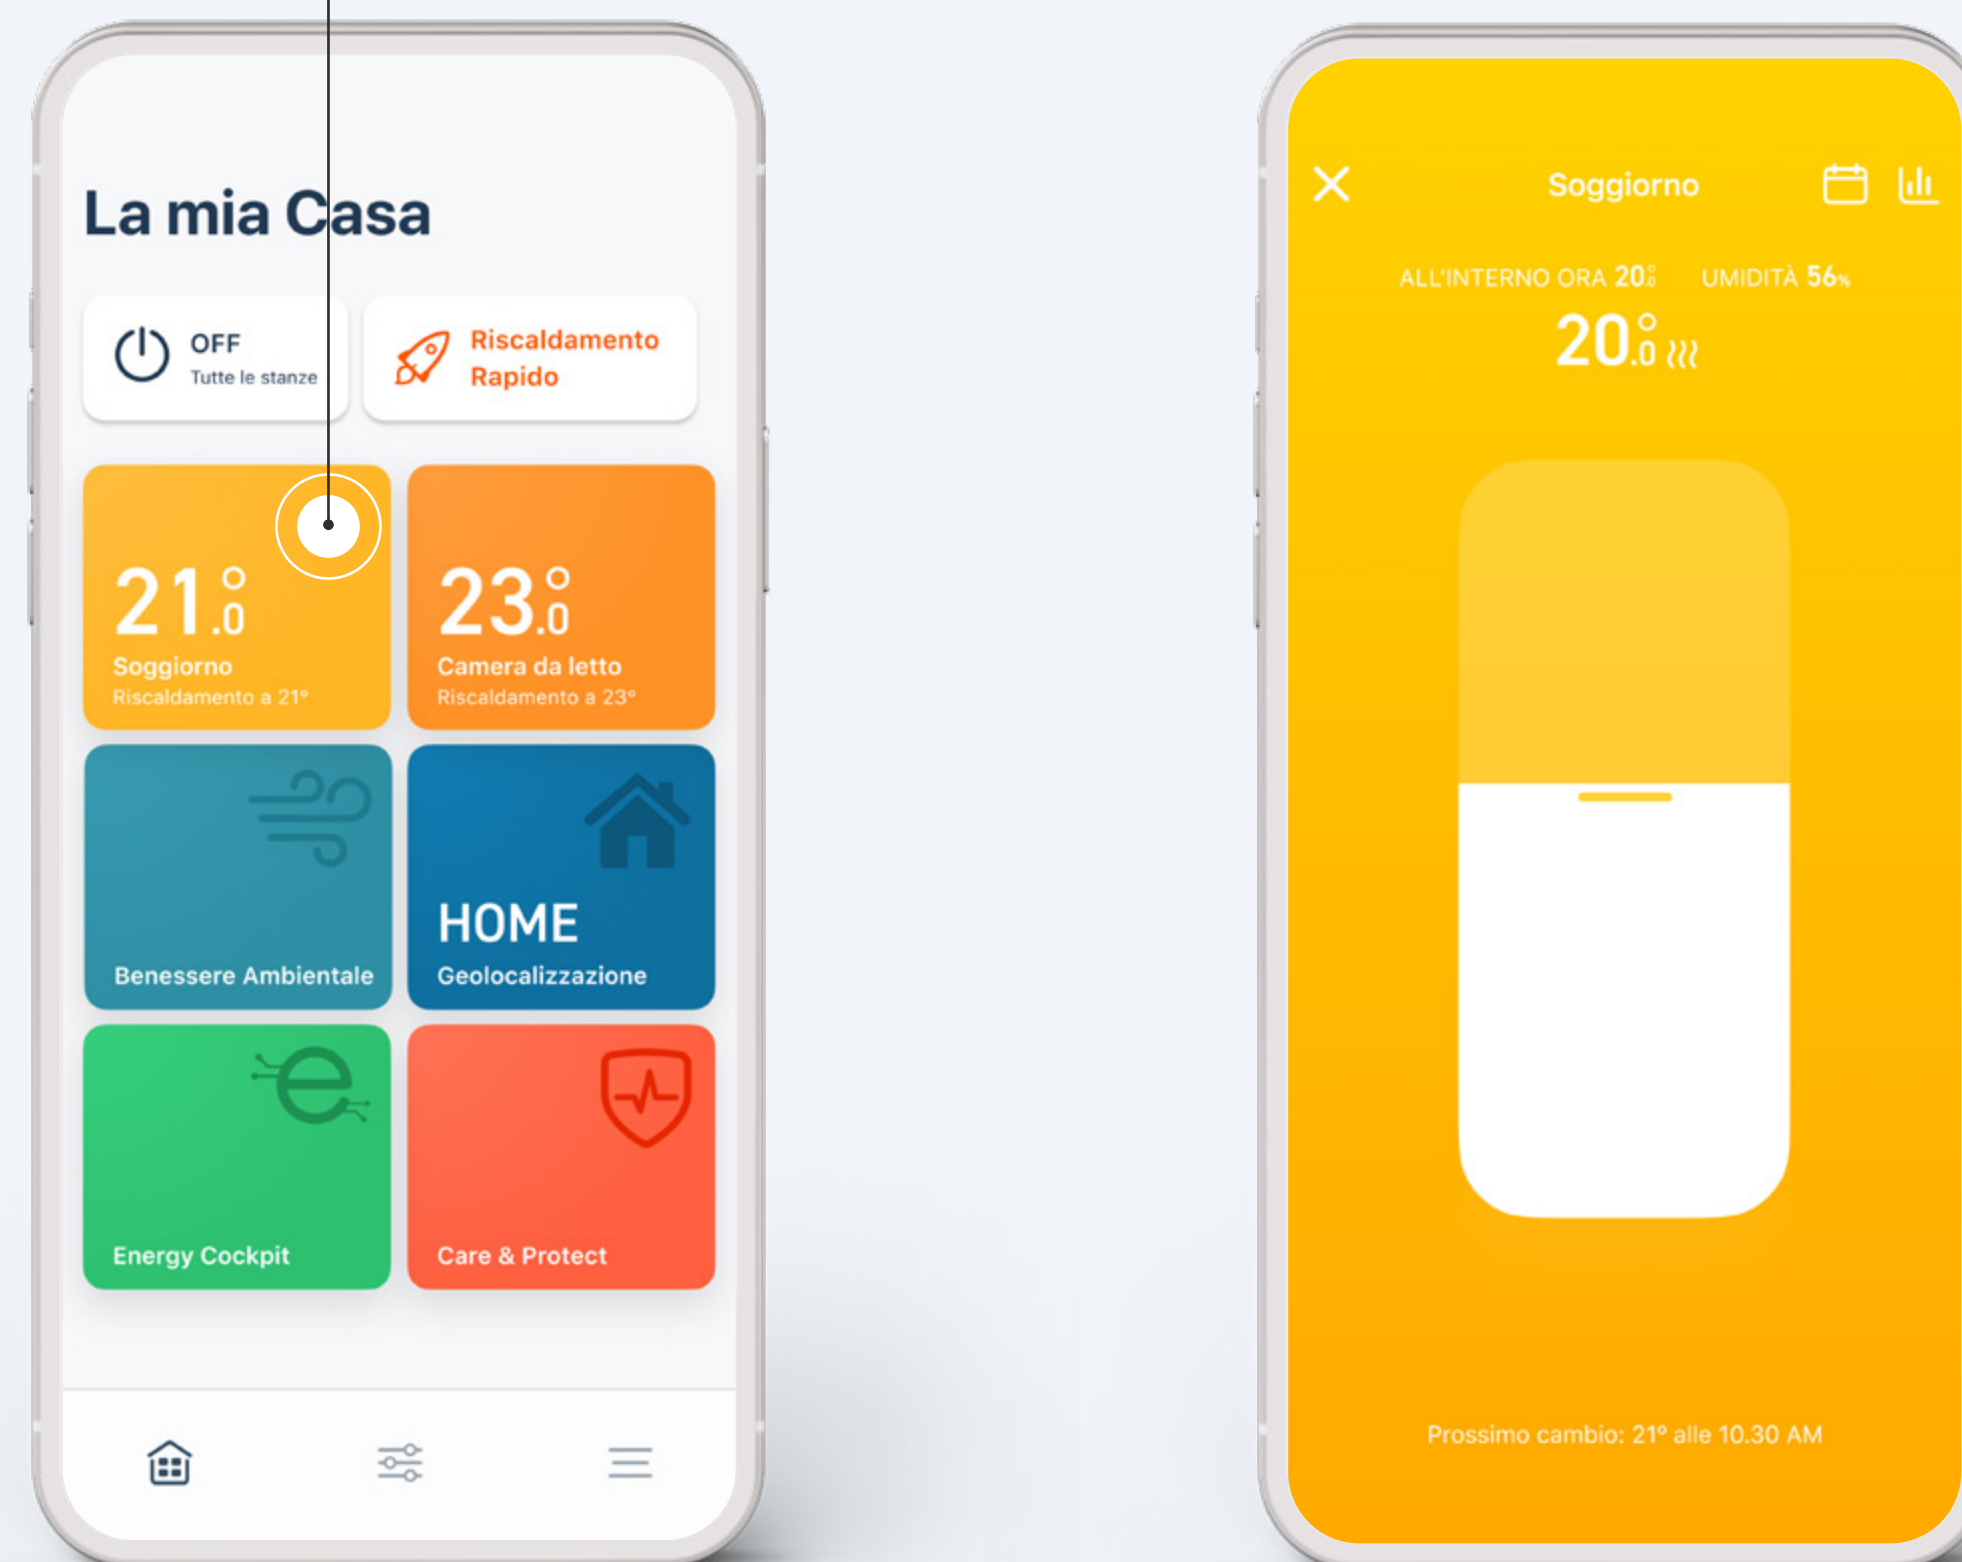 La mia Casa
OFF
Tutte le stanze
Riscaldamento
Rapido
21.0°
Soggiorno
Riscaldamento a 21°
23.0°
Camera da letto
Riscaldamento a 23°
Benessere Ambientale
HOME
Geolocalizzazione
e
Energy Cockpit
Care & Protect
Soggiorno
ALL'INTERNO ORA 20.0° UMIDITÀ 56%
20.0°
Prossimo cambio: 21° alle 10.30 AM